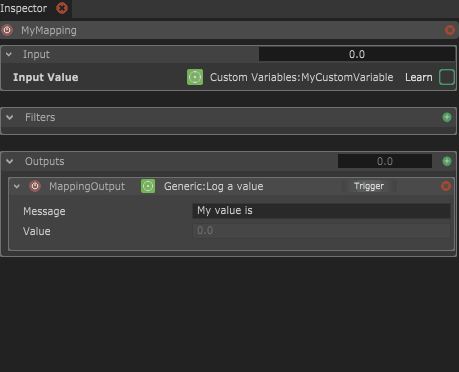 Inspector
MyMapping
Input 0.0
Input Value Custom Variables:MyCustomVariable Learn
Filters
Outputs 0.0
MappingOutput Generic:Log a value Trigger
Message My value is
Value 0.0